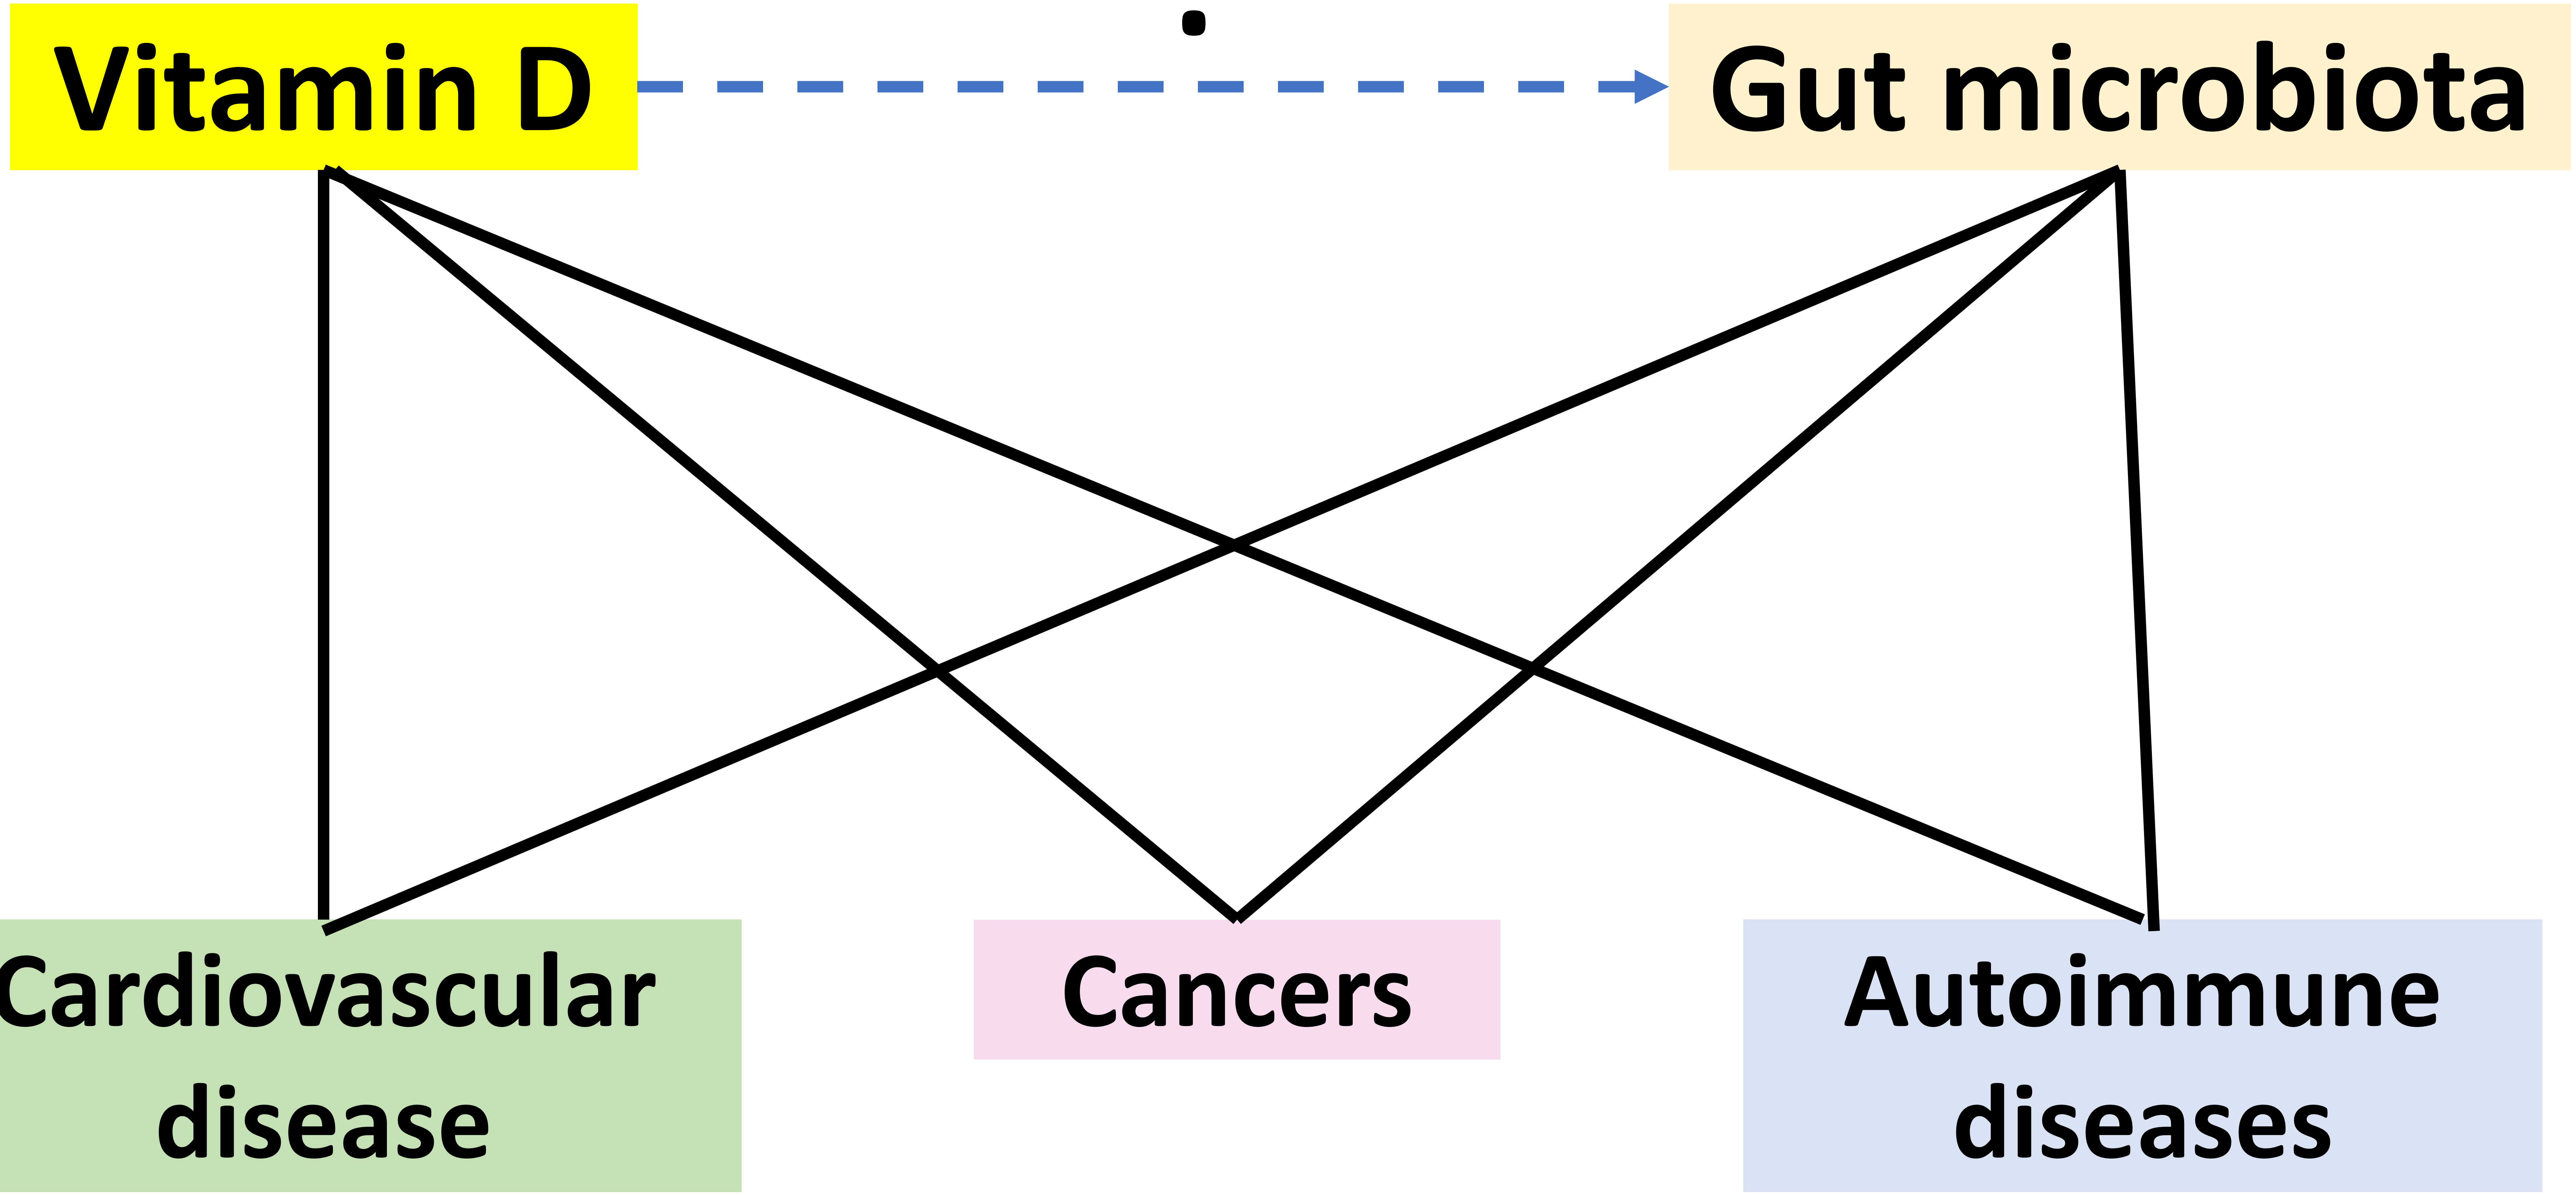 Vitamin D
Gut microbiota
Cardiovascular
disease
Cancers
Autoimmune
diseases